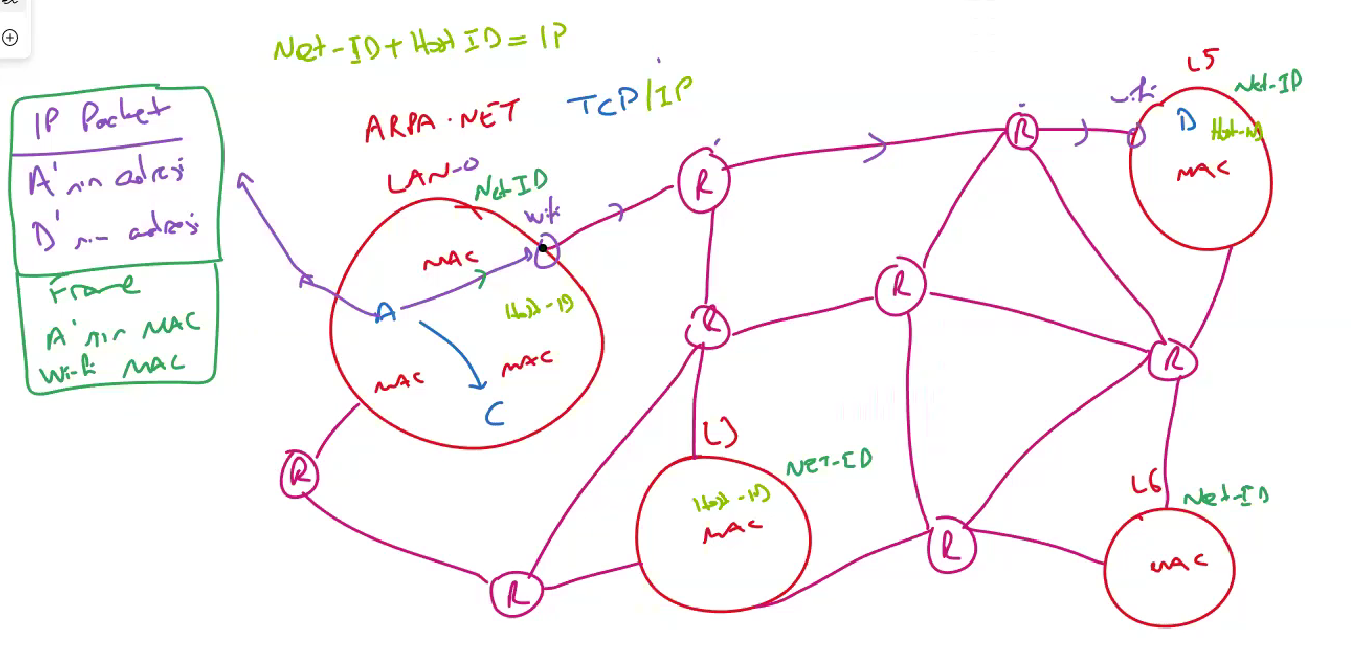 Net-ID + Host ID = IP
TCP/IP
ARPA.NET
LAN-0
Net ID
wifi
MAC
A
Host-ID
MAC
MAC
C
IP Packet
A'nın adresi
D'nin adresi
Frame
A'nın MAC
Wi-fi MAC
R
R
R
R
R
R
R
R
L5
Net-ID
wifi
D
Host-ID
MAC
L3
NET-ID
Host-ID
MAC
L6
Net-ID
MAC